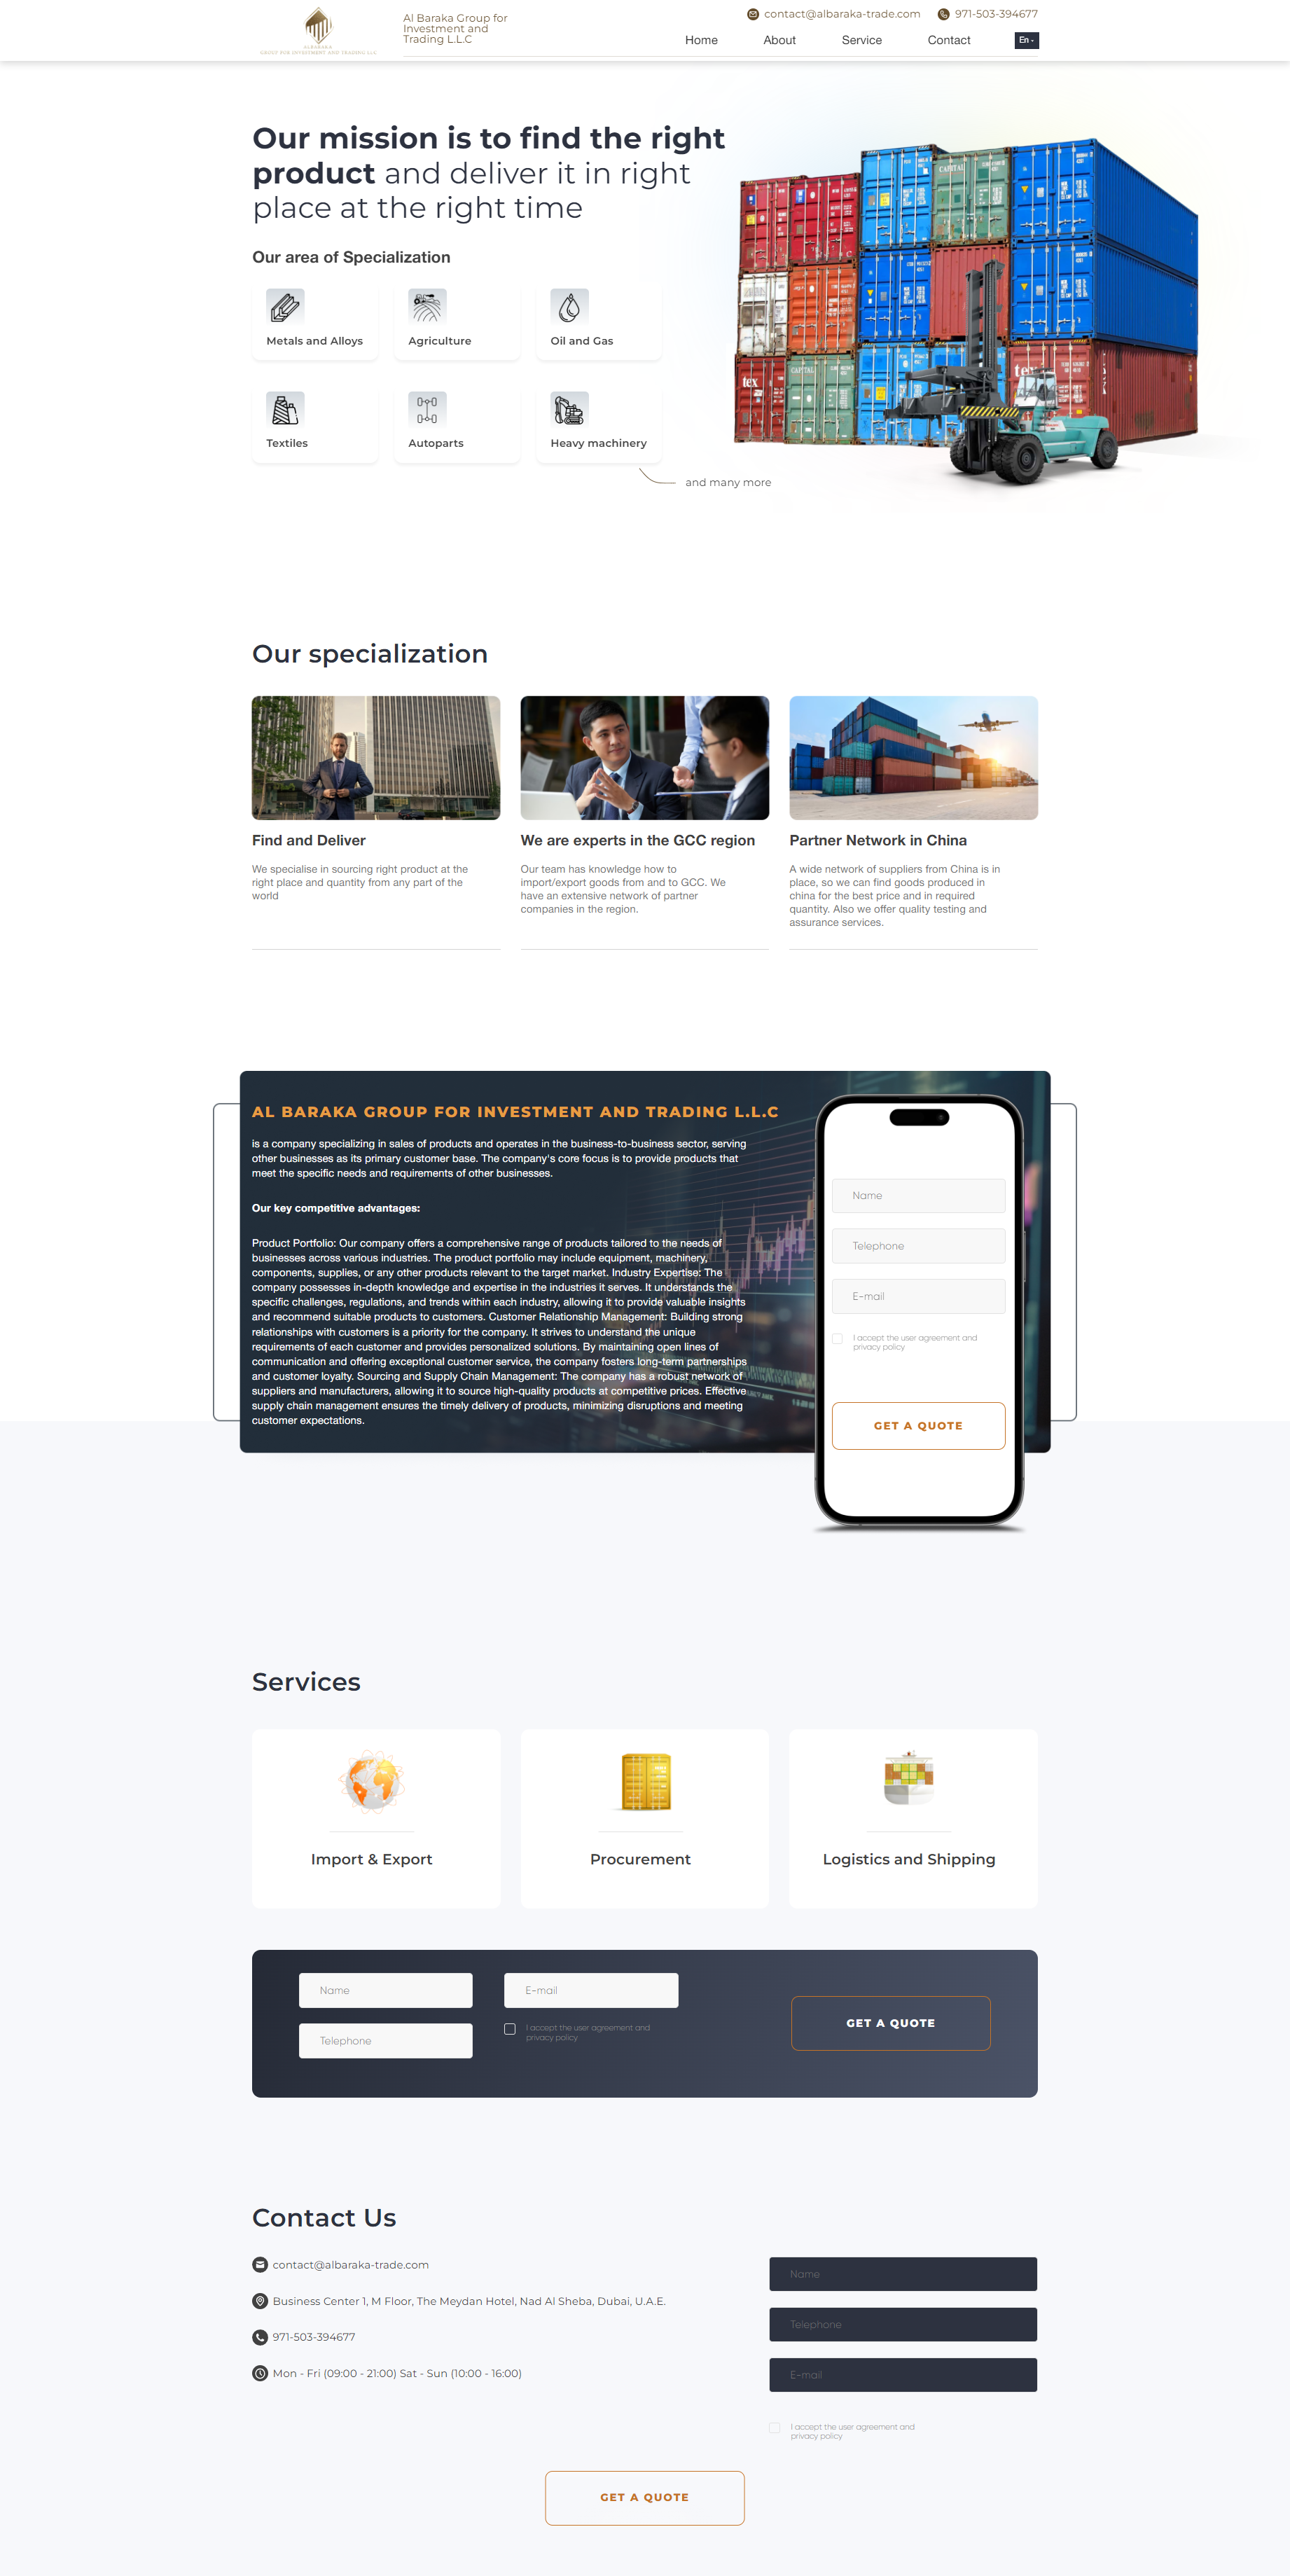 ALBARAKA
GROUP FOR INVESTMENT AND TRADING LLC
Al Baraka Group for
Investment and
Trading L.L.C
contact@albaraka-trade.com
971-503-394677
Home
About
Service
Contact
En
Our mission is to find the right
product and deliver it in right
place at the right time
Our area of Specialization
Metals and Alloys
Agriculture
Oil and Gas
Textiles
Autoparts
Heavy machinery
and many more
CAPITAL
CAPITAL
tex
tex
Our specialization
Find and Deliver
We specialise in sourcing right product at the
right place and quantity from any part of the
world
We are experts in the GCC region
Our team has knowledge how to
import/export goods from and to GCC. We
have an extensive network of partner
companies in the region.
Partner Network in China
A wide network of suppliers from China is in
place, so we can find goods produced in
china for the best price and in required
quantity. Also we offer quality testing and
assurance services.
AL BARAKA GROUP FOR INVESTMENT AND TRADING L.L.C
is a company specializing in sales of products and operates in the business-to-business sector, serving
other businesses as its primary customer base. The company's core focus is to provide products that
meet the specific needs and requirements of other businesses.
Our key competitive advantages:
Product Portfolio: Our company offers a comprehensive range of products tailored to the needs of
businesses across various industries. The product portfolio may include equipment, machinery,
components, supplies, or any other products relevant to the target market. Industry Expertise: The
company possesses in-depth knowledge and expertise in the industries it serves. It understands the
specific challenges, regulations, and trends within each industry, allowing it to provide valuable insights
and recommend suitable products to customers. Customer Relationship Management: Building strong
relationships with customers is a priority for the company. It strives to understand the unique
requirements of each customer and provides personalized solutions. By maintaining open lines of
communication and offering exceptional customer service, the company fosters long-term partnerships
and customer loyalty. Sourcing and Supply Chain Management: The company has a robust network of
suppliers and manufacturers, allowing it to source high-quality products at competitive prices. Effective
supply chain management ensures the timely delivery of products, minimizing disruptions and meeting
customer expectations.
Name
Telephone
E-mail
I accept the user agreement and
privacy policy
GET A QUOTE
Services
Import & Export
Procurement
Logistics and Shipping
Name
E-mail
Telephone
I accept the user agreement and
privacy policy
GET A QUOTE
Contact Us
contact@albaraka-trade.com
Business Center 1, M Floor, The Meydan Hotel, Nad Al Sheba, Dubai, U.A.E.
971-503-394677
Mon - Fri (09:00 - 21:00) Sat - Sun (10:00 - 16:00)
Name
Telephone
E-mail
I accept the user agreement and
privacy policy
GET A QUOTE